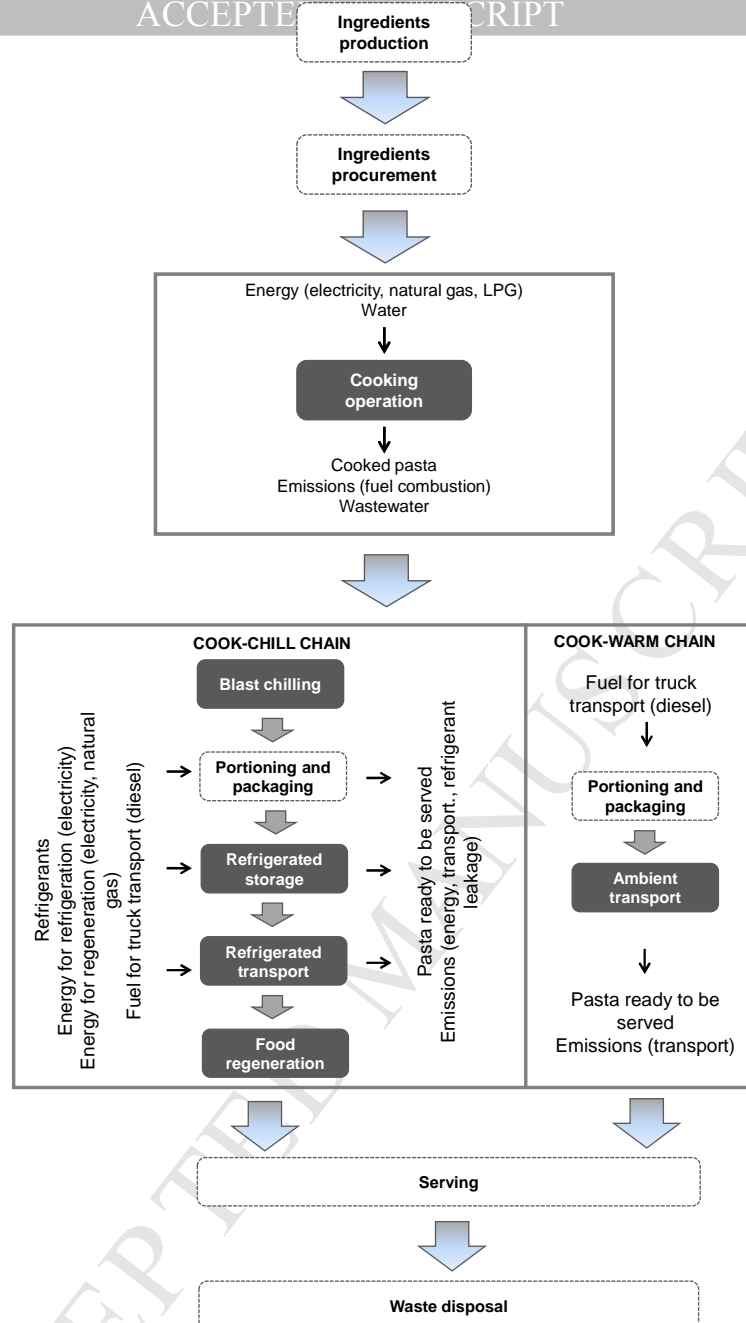 ACCEPTE CRIPT
Ingredients
production
Ingredients
procurement
Energy (electricity, natural gas, LPG)
Water
Cooking
operation
Cooked pasta
Emissions (fuel combustion)
Wastewater
COOK-CHILL CHAIN
Blast chilling
Refrigerants
Energy for refrigeration (electricity)
Energy for regeneration (electricity, natural
gas)
Fuel for truck transport (diesel)
Portioning and
packaging
Refrigerated
storage
Refrigerated
transport
Food
regeneration
Pasta ready to be served
Emissions (energy, transport., refrigerant
leakage)
COOK-WARM CHAIN
Fuel for truck
transport (diesel)
Portioning and
packaging
Ambient
transport
Pasta ready to be
served
Emissions (transport)
Serving
Waste disposal
EPTED MANUSCRI